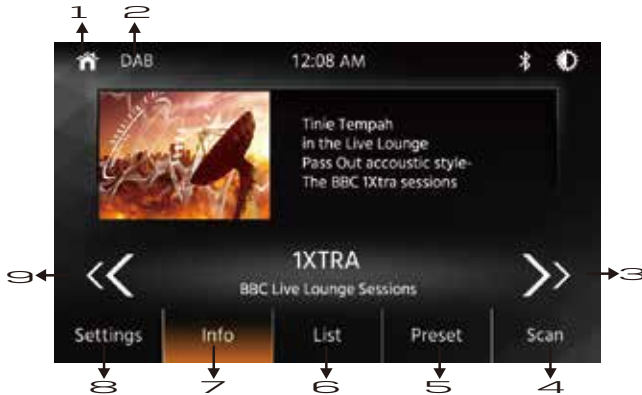 1 2
DAB 12:08 AM
Tinie Tempah
in the Live Lounge
Pass Out accoustic style-
The BBC 1Xtra sessions
9 1XTRA 3
BBC Live Lounge Sessions
Settings Info List Preset Scan
8 7 6 5 4